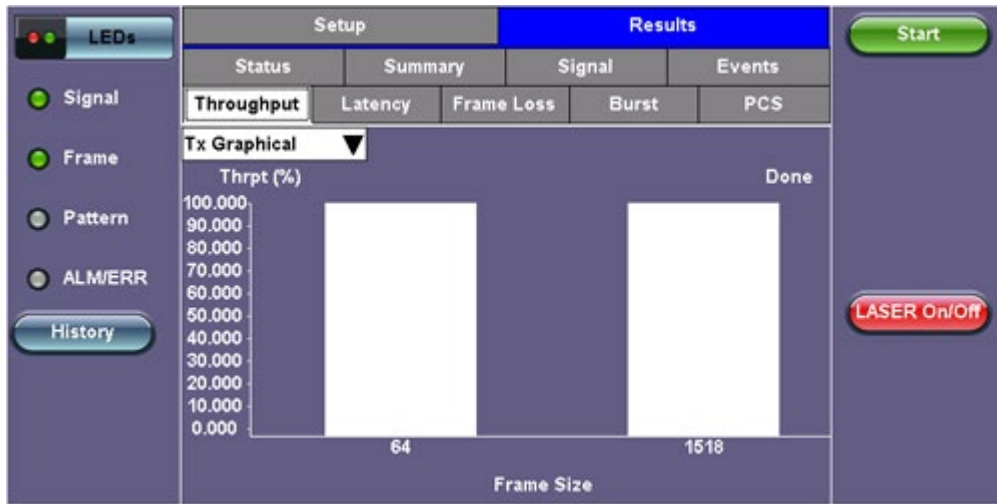 LEDs
Signal
Frame
Pattern
ALM/ERR
History
Setup Results
Status Summary Signal Events
Throughput Latency Frame Loss Burst PCS
Tx Graphical
Thrpt (%) Done
100.000
90.000
80.000
70.000
60.000
50.000
40.000
30.000
20.000
10.000
0.000
64 1518
Frame Size
Start
LASER On/Off